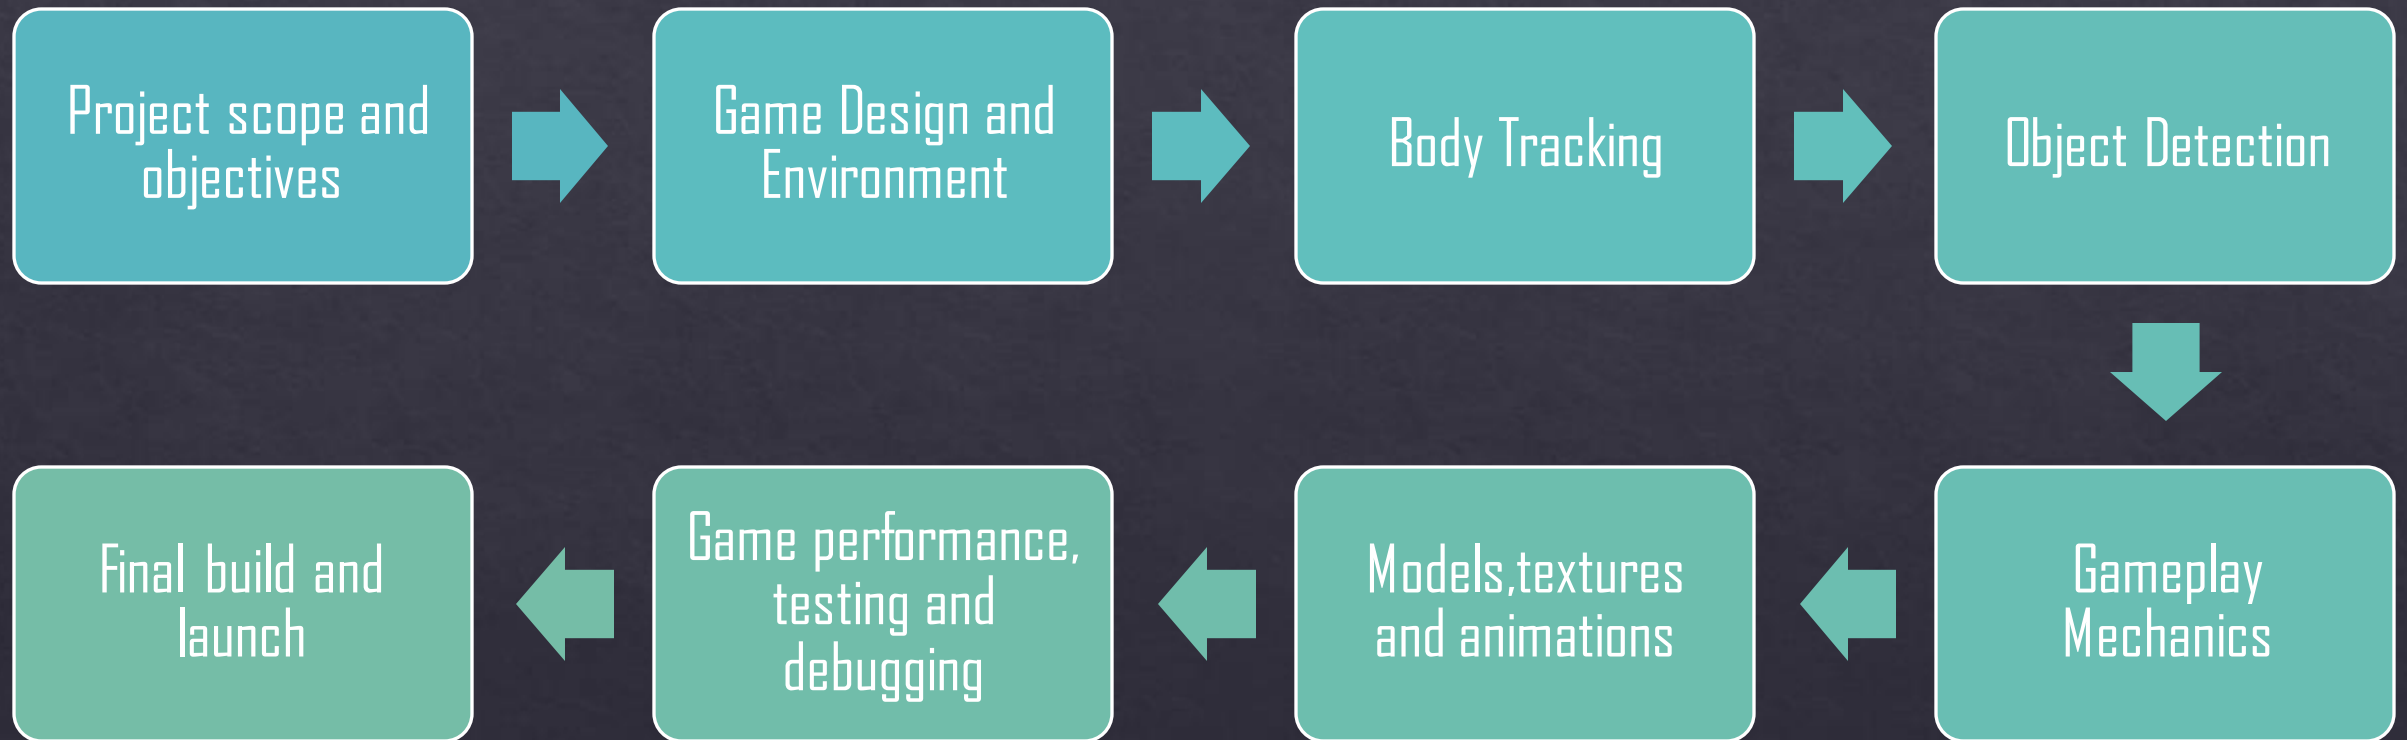 Project scope and
objectives
Game Design and
Environment
Body Tracking
Object Detection
Gameplay
Mechanics
Models,textures
and animations
Game performance,
testing and
debugging
Final build and
launch